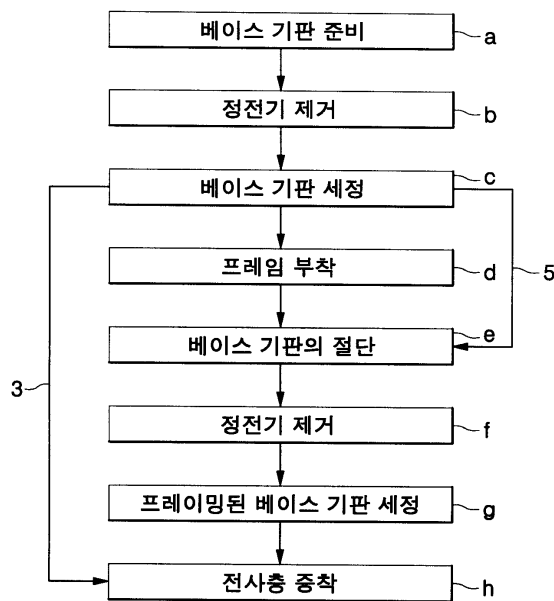 베이스 기판 준비
a
정전기 제거
b
베이스 기판 세정
c
프레임 부착
d
5
베이스 기판의 절단
e
3
정전기 제거
f
프레이밍된 베이스 기판 세정
g
전사층 증착
h